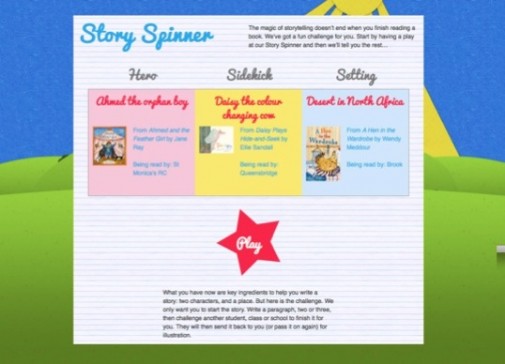 Story Spinner
The magic of storytelling doesn't end when you finish reading a
book. We've got a fun challenge for you. Start by having a play
at our Story Spinner and then we'll tell you the rest....
Hero
Sidekick
Setting
Ahmed the orphan boy
From Ahmed and the
Feather Girl by Jane
Ray
Being read by: St
Monica's RC
Daisy the colour
changing cow
From Daisy Plays
Hide-and-Seek by
Ellie Sandall
Being read by:
Queensbridge
Desert in North Africa
A Hen in the Wardrobe
From A Hen in the
Wardrobe by Wendy
Meddour
Being read by: Brook
Play
What you have now are key ingredients to help you write a
story: two characters, and a place. But here is the challenge. We
only want you to start the story. Write a paragraph, two or three,
then challenge another student, class or school to finish it for
you. They will then send it back to you (or pass it on again) for
illustration.